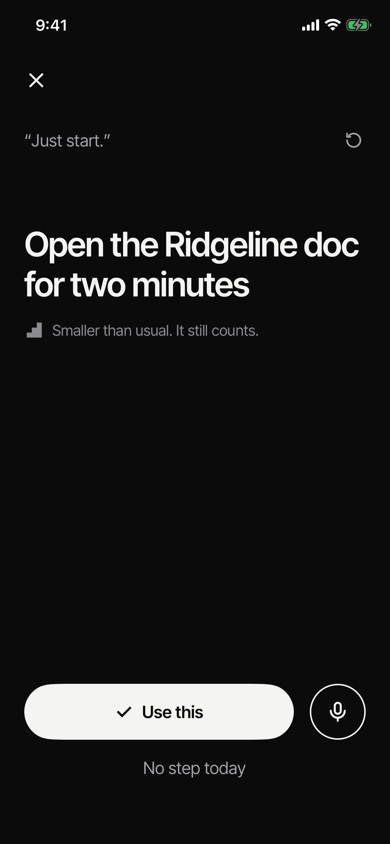 9:41
“Just start.”
Open the Ridgeline doc
for two minutes
Smaller than usual. It still counts.
Use this
No step today